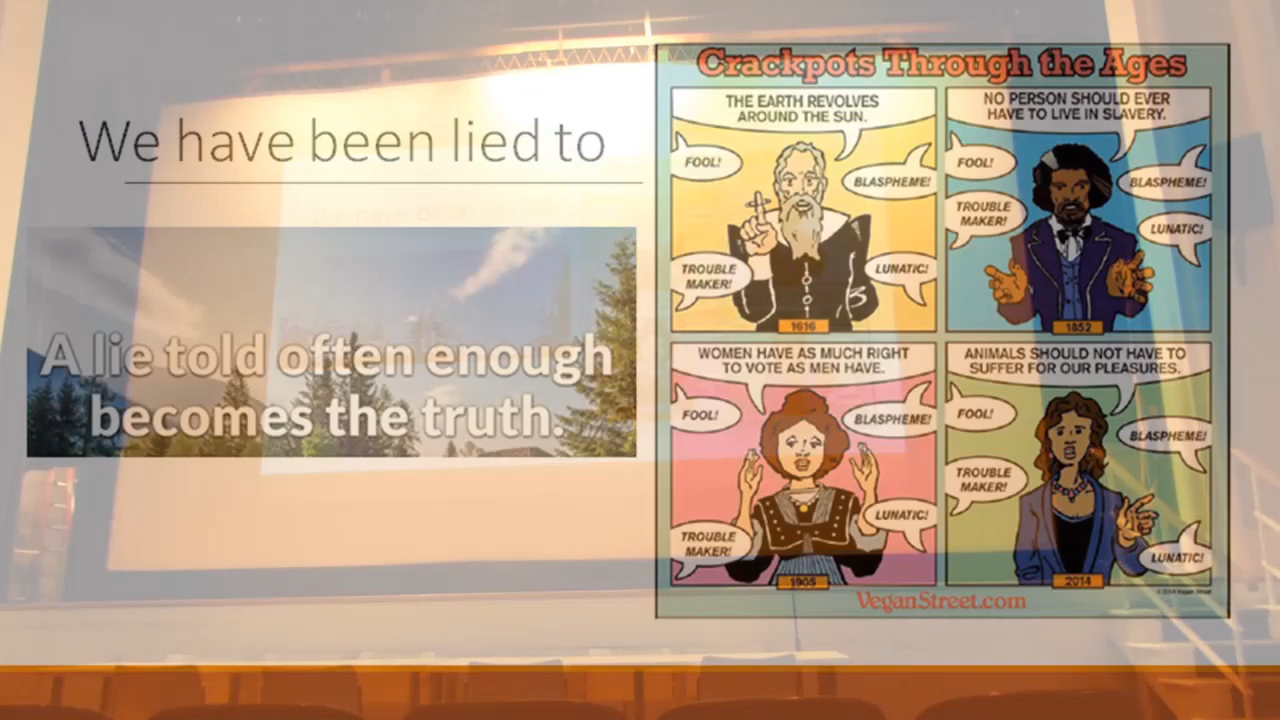 We have been lied to
A lie told often enough
becomes the truth.
Crackpots Through the Ages
THE EARTH REVOLVES
AROUND THE SUN.
FOOL!
BLASPHEME!
TROUBLE
MAKER!
LUNATIC!
1616
NO PERSON SHOULD EVER
HAVE TO LIVE IN SLAVERY.
FOOL!
BLASPHEME!
TROUBLE
MAKER!
LUNATIC!
1852
WOMEN HAVE AS MUCH RIGHT
TO VOTE AS MEN HAVE.
FOOL!
BLASPHEME!
LUNATIC!
TROUBLE
MAKER!
1905
ANIMALS SHOULD NOT HAVE TO
SUFFER FOR OUR PLEASURES.
FOOL!
BLASPHEME!
TROUBLE
MAKER!
LUNATIC!
2014
VeganStreet.com